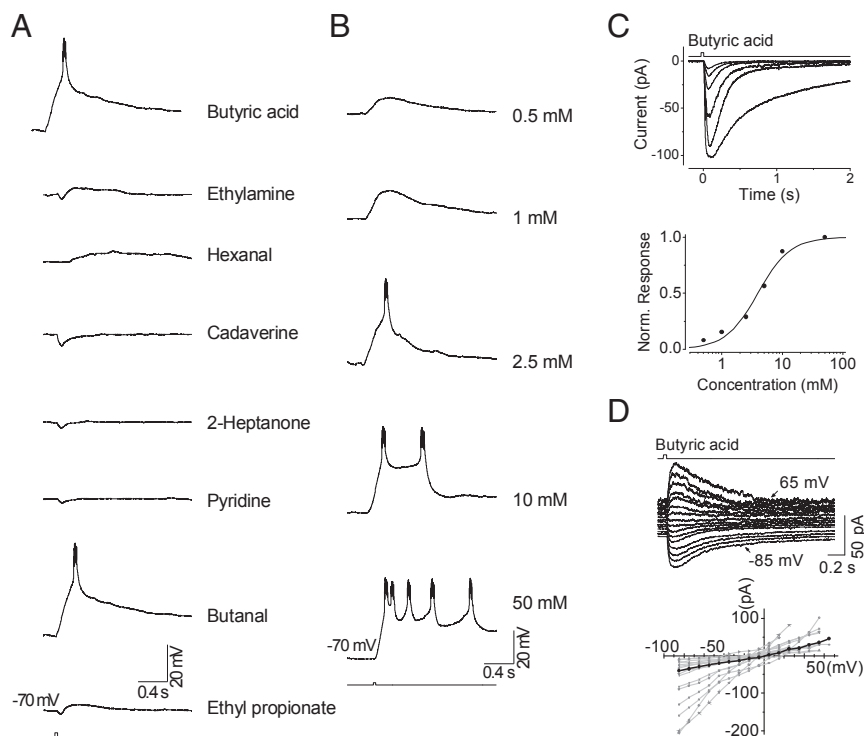 A
Butyric acid
Ethylamine
Hexanal
Cadaverine
2-Heptanone
Pyridine
Butanal
20 mV
0.4 s
-70 mV
Ethyl propionate
B
0.5 mM
1 mM
2.5 mM
10 mM
50 mM
-70 mV
20 mV
0.4 s
C
Butyric acid
0
-50
-100
Current (pA)
0 1 2
Time (s)
1.0
0.5
0.0
Norm. Response
1 10 100
Concentration (mM)
D
Butyric acid
65 mV
-85 mV
50 pA
0.2 s
(pA)
100
-100 -50
50 (mV)
-100
-200